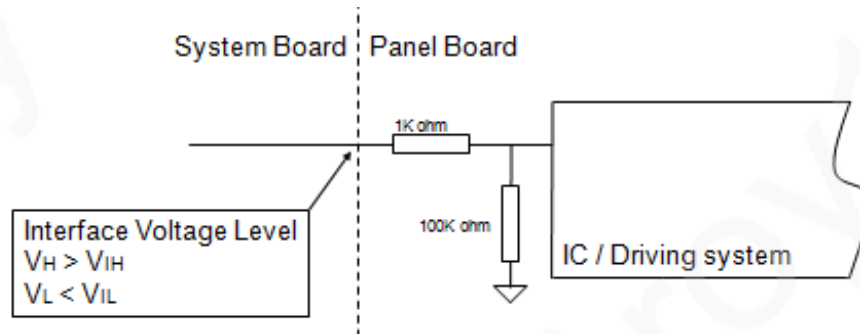 System Board
Panel Board
1K ohm
Interface Voltage Level
VH > VIH
VL < VIL
100K ohm
IC / Driving system